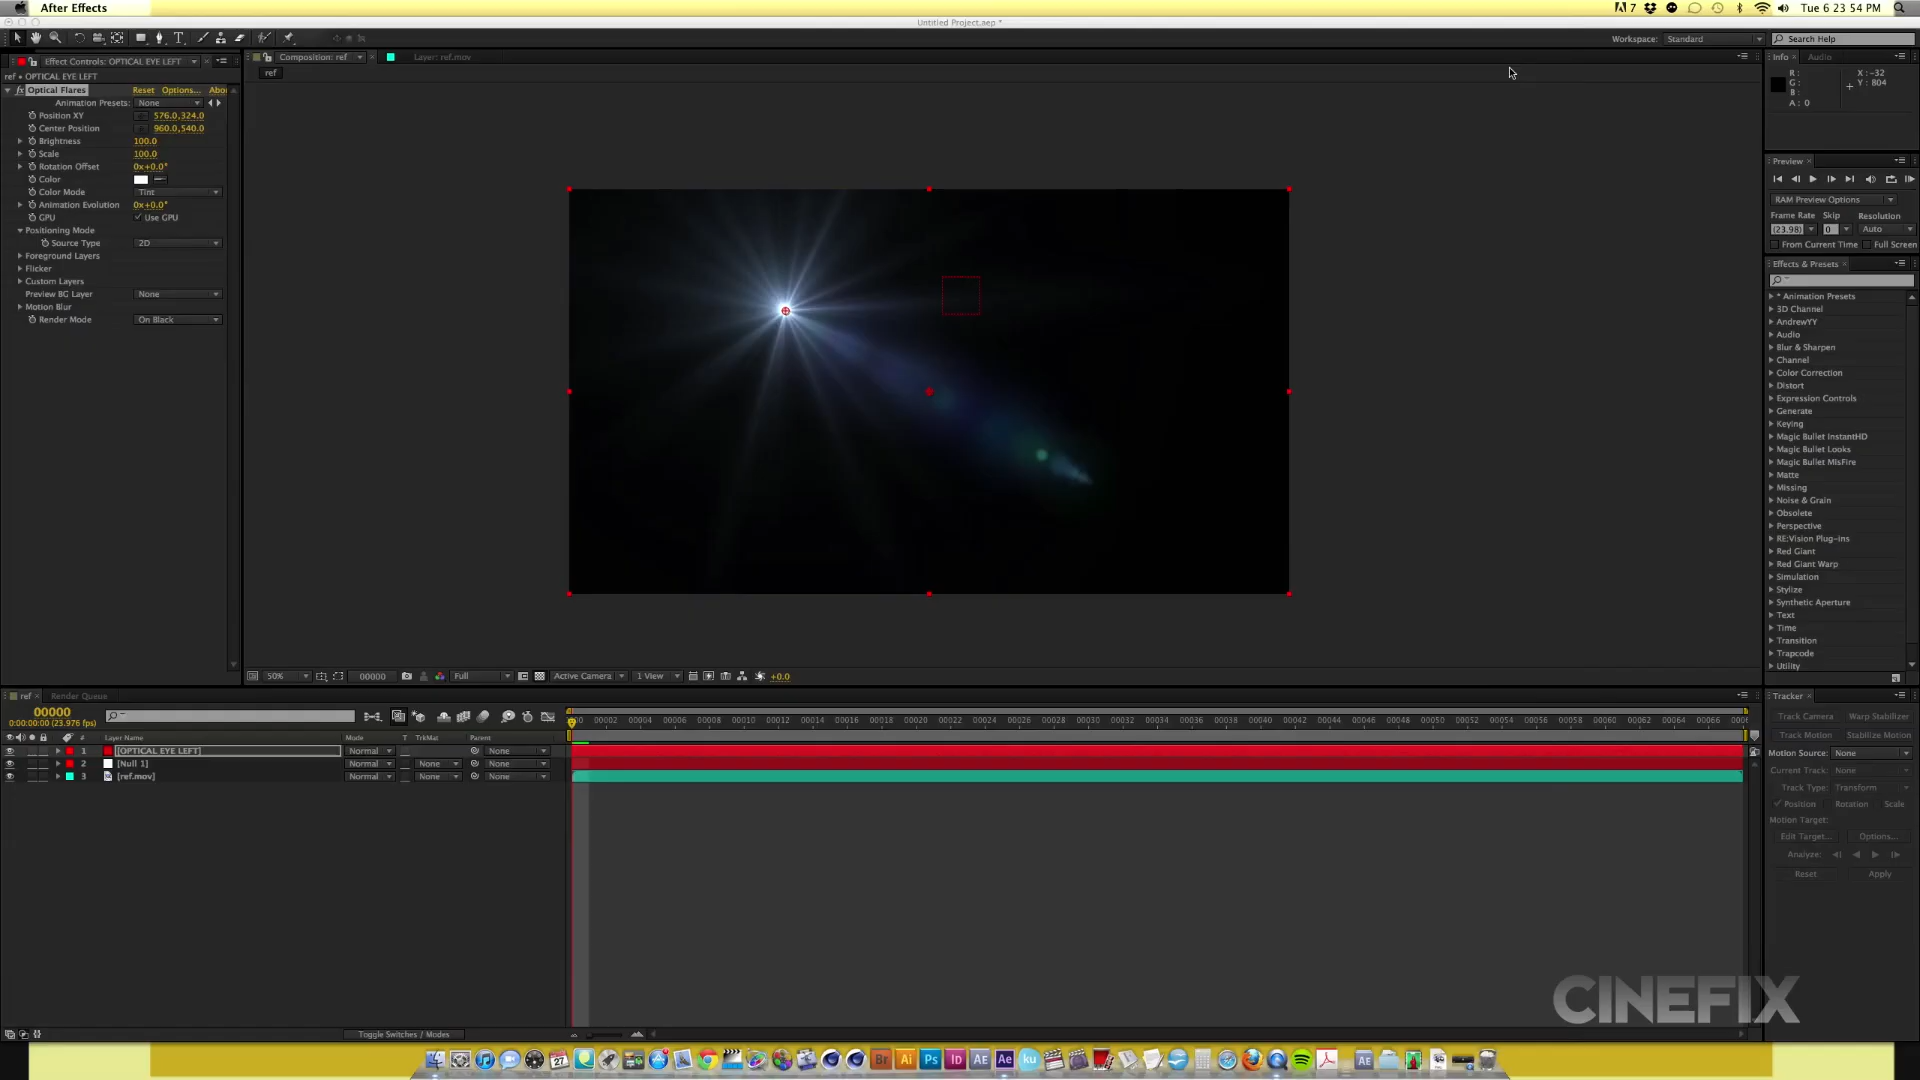 After Effects
7
Tue 6 23 54 PM
Untitled Project.aep *
Workspace: Standard
Search Help
Effect Controls: OPTICAL EYE LEFT
Composition: ref
Layer: ref.mov
Info
Audio
ref • OPTICAL EYE LEFT
ref
R :
G :
B :
A : 0
X : -32
Y : 804
fx Optical Flares
Reset
Options...
Abou
Animation Presets: None
Position XY
576.0,324.0
Center Position
960.0,540.0
Brightness
100.0
Scale
100.0
Rotation Offset
0x+0.0°
Color
Color Mode
Tint
Animation Evolution
0x+0.0°
GPU
Use GPU
Positioning Mode
Source Type
2D
Foreground Layers
Flicker
Custom Layers
Preview BG Layer
None
Motion Blur
Render Mode
On Black
Preview
RAM Preview Options
Frame Rate
Skip
Resolution
(23.98)
0
Auto
From Current Time
Full Screen
Effects & Presets
* Animation Presets
3D Channel
AndrewYY
Audio
Blur & Sharpen
Channel
Color Correction
Distort
Expression Controls
Generate
Keying
Magic Bullet InstantHD
Magic Bullet Looks
Magic Bullet MisFire
Matte
Missing
Noise & Grain
Obsolete
Perspective
RE:Vision Plug-ins
Red Giant
Red Giant Warp
Simulation
Stylize
Synthetic Aperture
Text
Time
Transition
Trapcode
Utility
50%
00000
Full
Active Camera
1 View
+0.0
ref
Render Queue
00000
0:00:00:00 (23.976 fps)
00002 00004 00006 00008 00010 00012 00014 00016 00018 00020 00022 00024 00026 00028 00030 00032 00034 00036 00038 00040 00042 00044 00046 00048 00050 00052 00054 00056 00058 00060 00062 00064 00066
# Layer Name
Mode
T TrkMat
Parent
1 [OPTICAL EYE LEFT]
Normal
None
2 [Null 1]
Normal
None
None
3 [ref.mov]
Normal
None
None
Tracker
Track Camera
Warp Stabilizer
Track Motion
Stabilize Motion
Motion Source: None
Current Track: None
Track Type: Transform
Position
Rotation
Scale
Motion Target:
Edit Target...
Options...
Analyze:
Reset
Apply
Toggle Switches / Modes
CINEFIX
27
Br
Ai
Ps
Id
AE
Ae
ku
AE